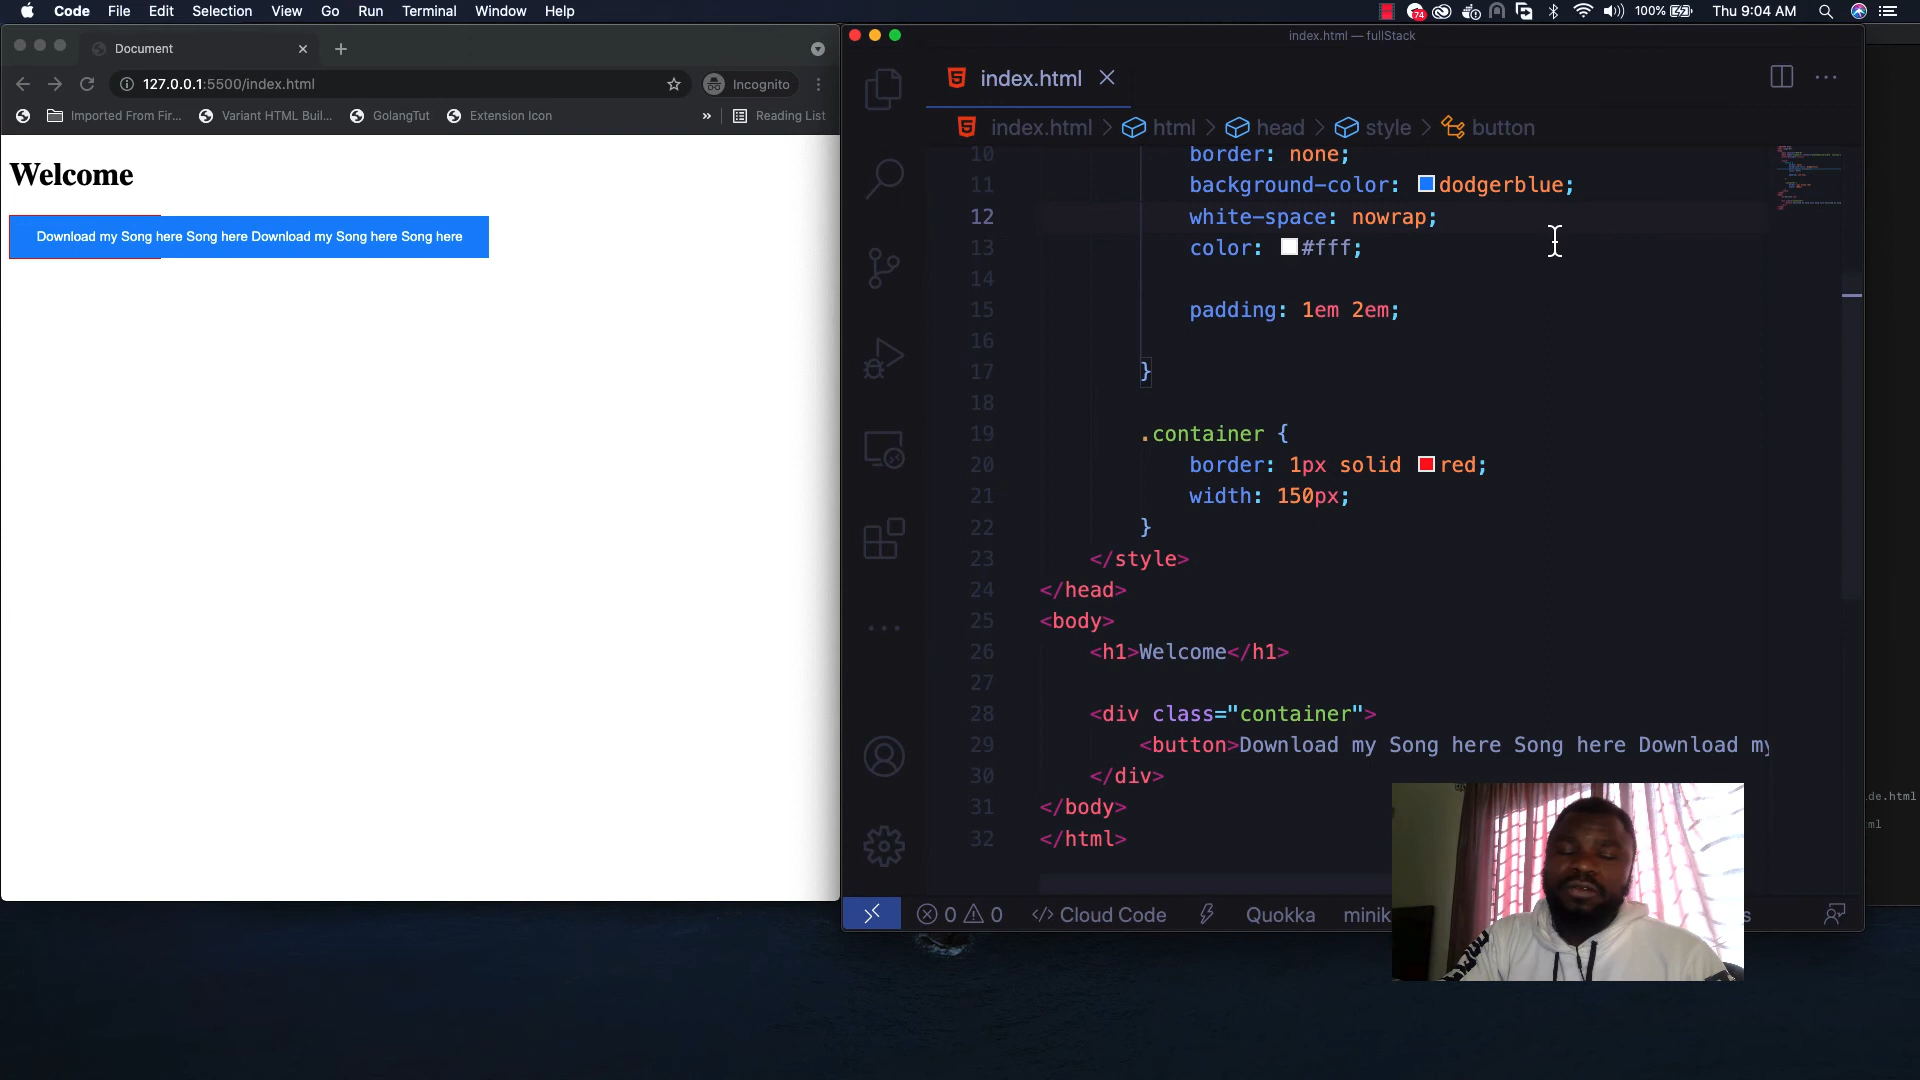 Code File Edit Selection View Go Run Terminal Window Help
74 100% Thu 9:04 AM
Document
127.0.0.1:5500/index.html Incognito
Imported From Fir... Variant HTML Buil... GolangTut Extension Icon » Reading List
Welcome
Download my Song here Song here Download my Song here Song here
index.html — fullStack
index.html
index.html > html > head > style > button
10 border: none;
11 background-color: dodgerblue;
12 white-space: nowrap;
13 color: #fff;
14
15 padding: 1em 2em;
16
17 }
18
19 .container {
20 border: 1px solid red;
21 width: 150px;
22 }
23 </style>
24 </head>
25 <body>
26 <h1>Welcome</h1>
27
28 <div class="container">
29 <button>Download my Song here Song here Download my
30 </div>
31 </body>
32 </html>
0 0 Cloud Code Quokka minik
de.html
ml